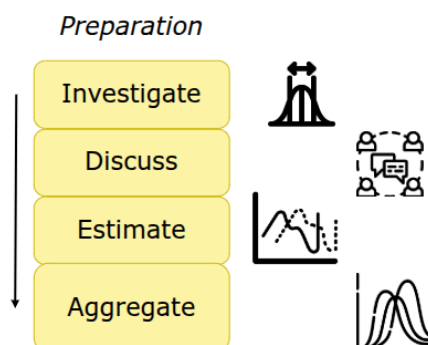 Preparation
Investigate
Discuss
Estimate
Aggregate